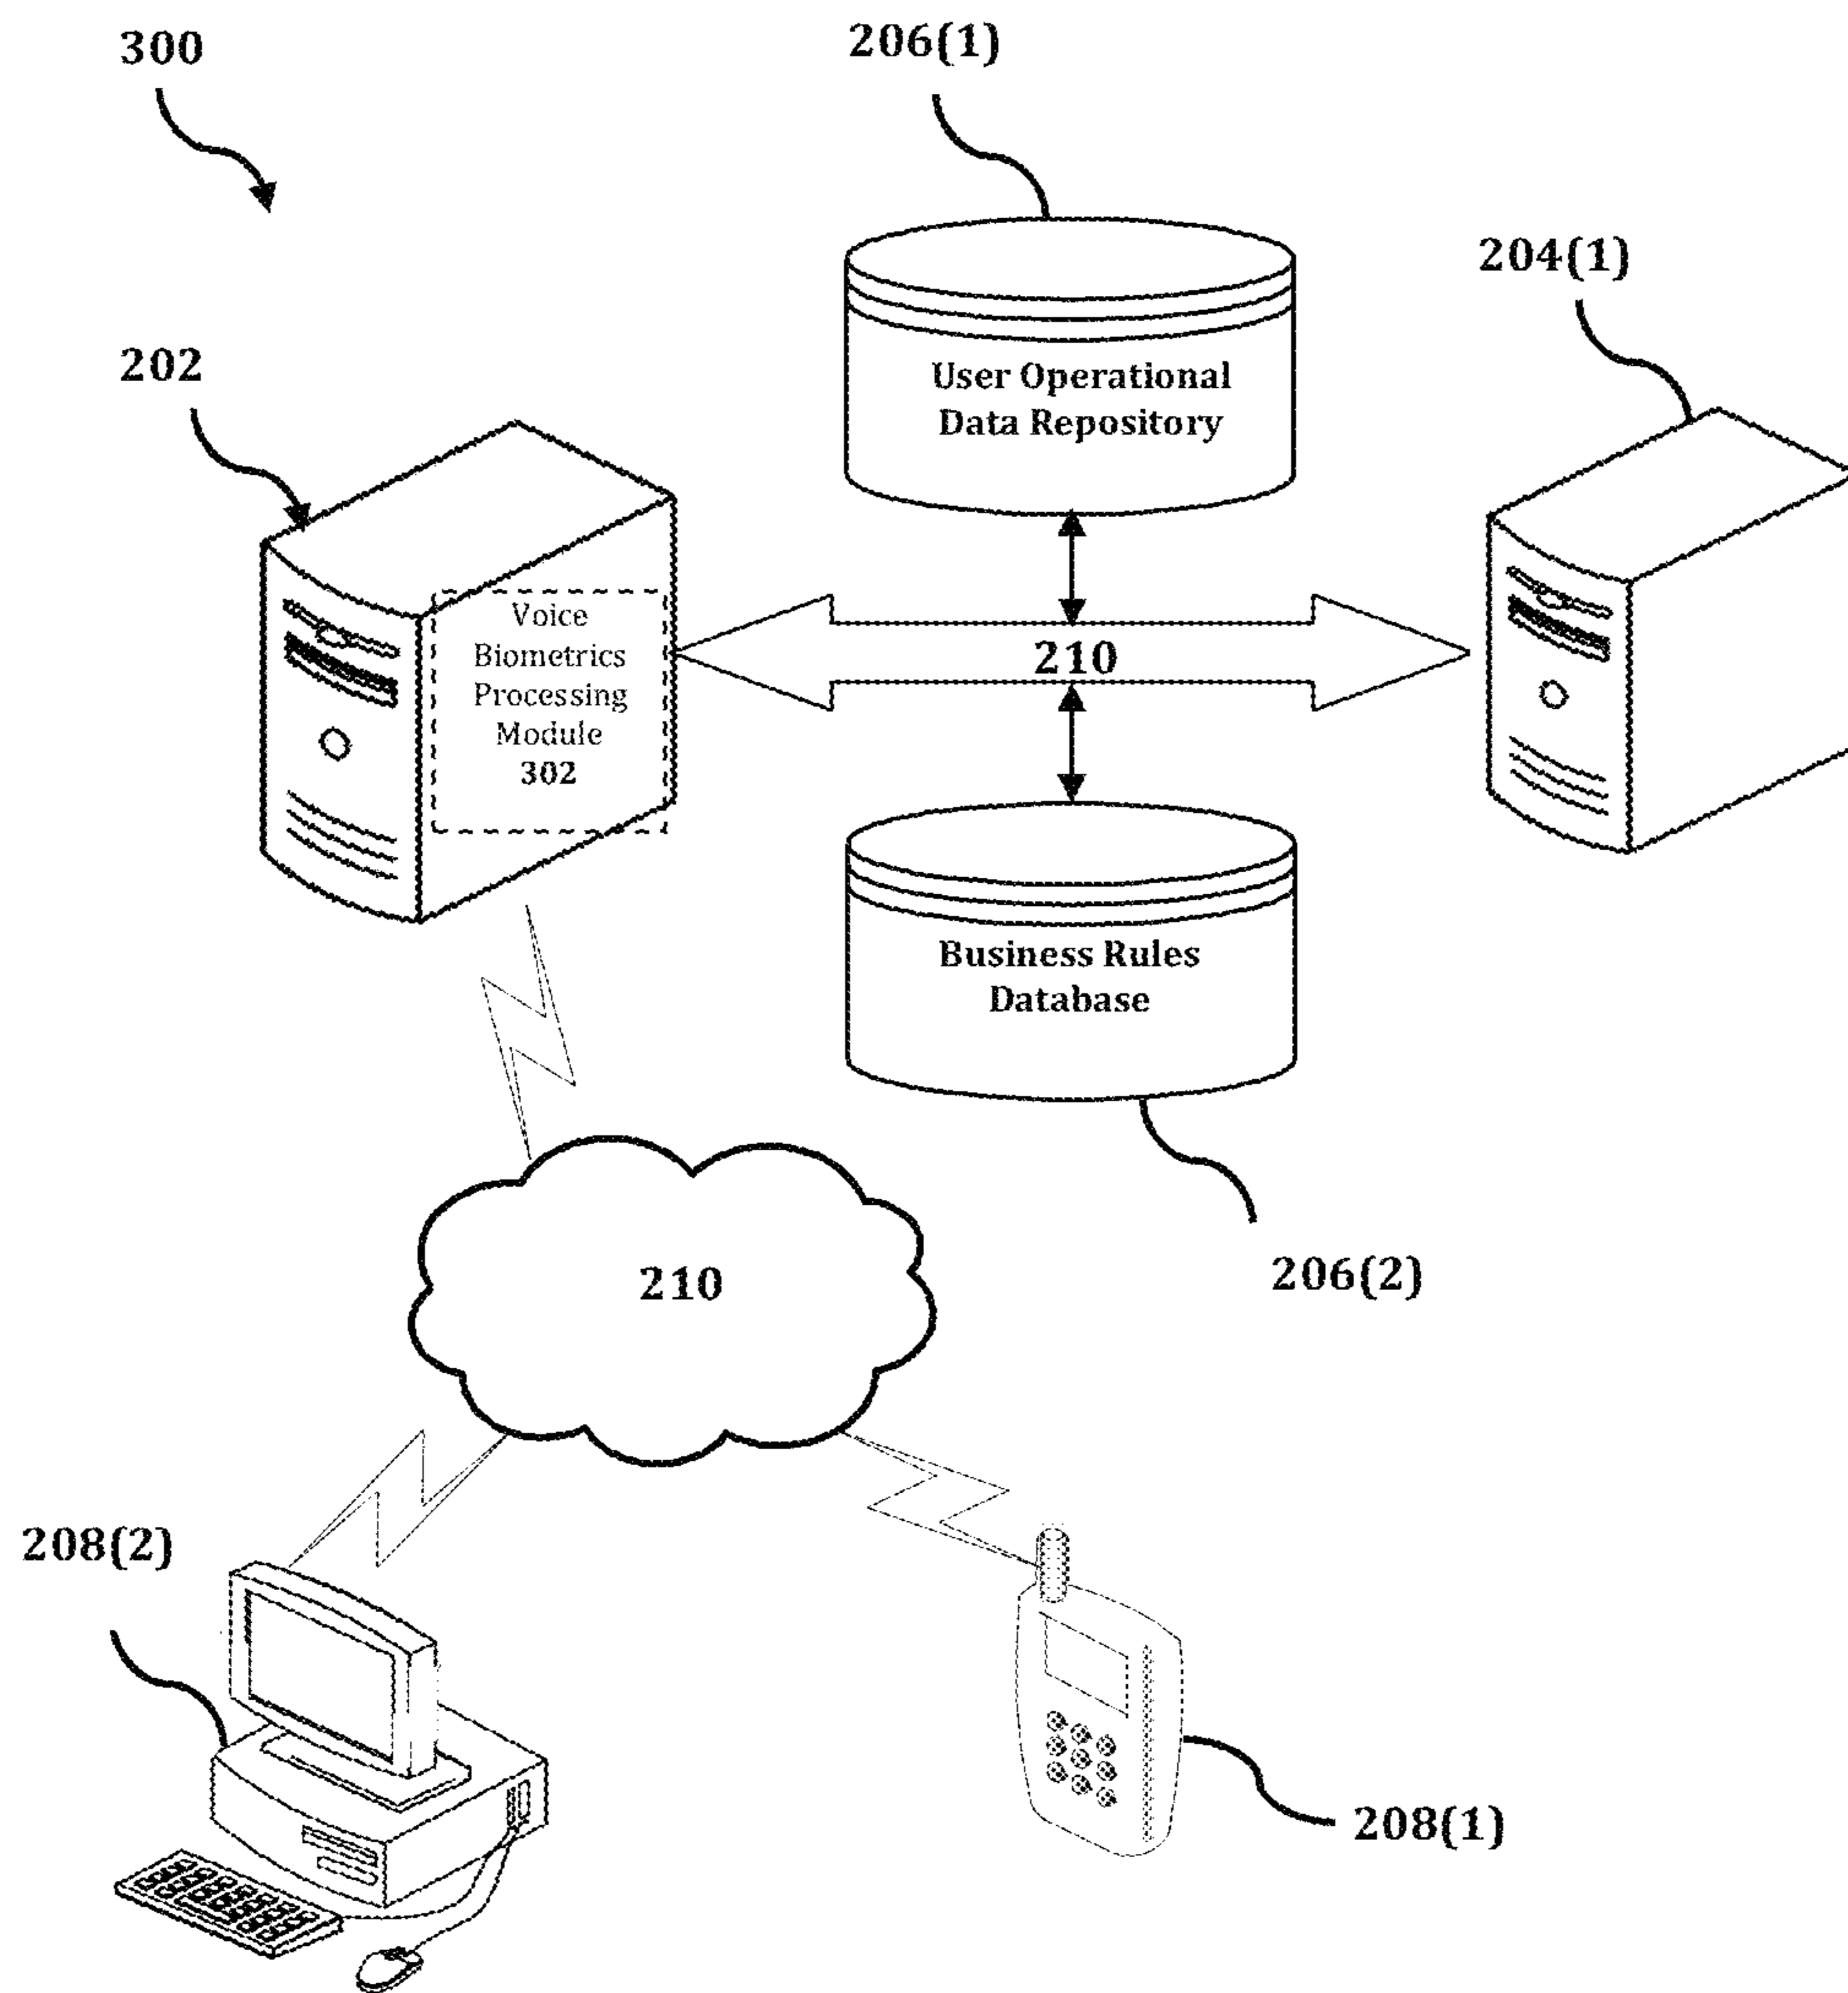 300
206(1)
204(1)
202
User Operational
Data Repository
Voice
Biometrics
Processing
Module
302
210
Business Rules
Database
206(2)
210
208(2)
208(1)